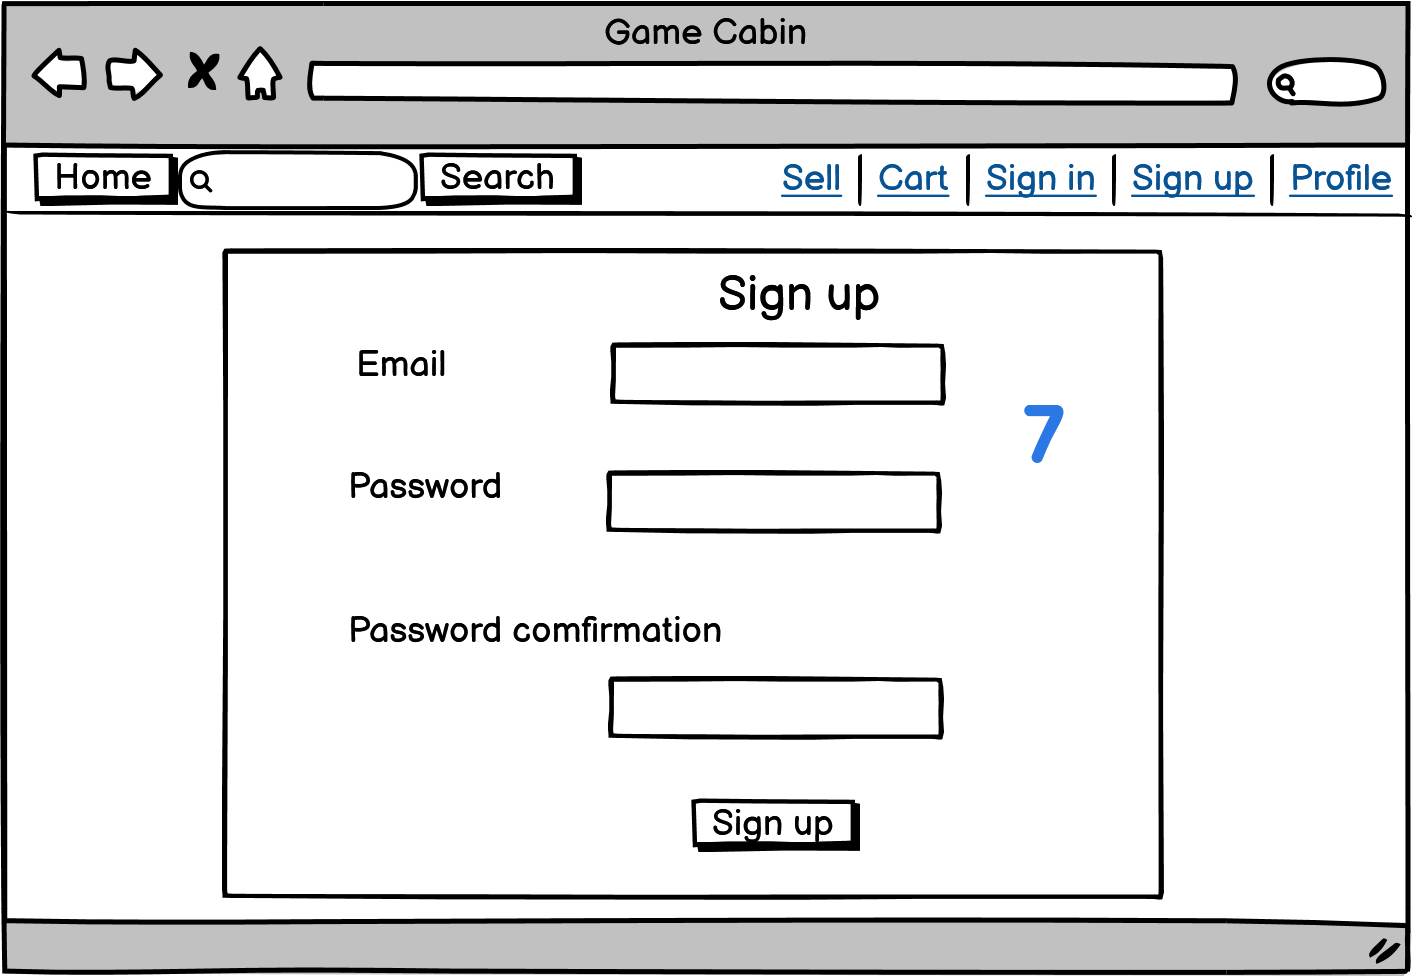 Game Cabin
Home Search Sell Cart Sign in Sign up Profile
Sign up
Email
7
Password
Password comfirmation
Sign up